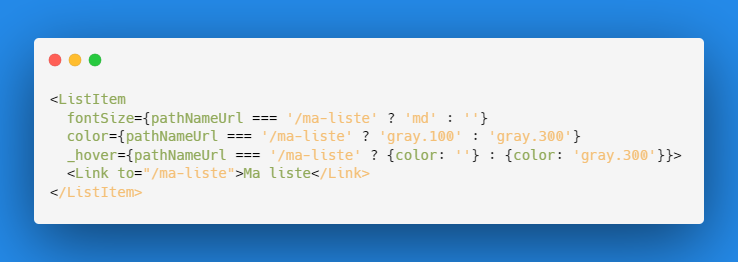 <ListItem
fontSize={pathNameUrl === '/ma-liste' ? 'md' : ''}
color={pathNameUrl === '/ma-liste' ? 'gray.100' : 'gray.300'}
_hover={pathNameUrl === '/ma-liste' ? {color: ''} : {color: 'gray.300'}}>
<Link to="/ma-liste">Ma liste</Link>
</ListItem>